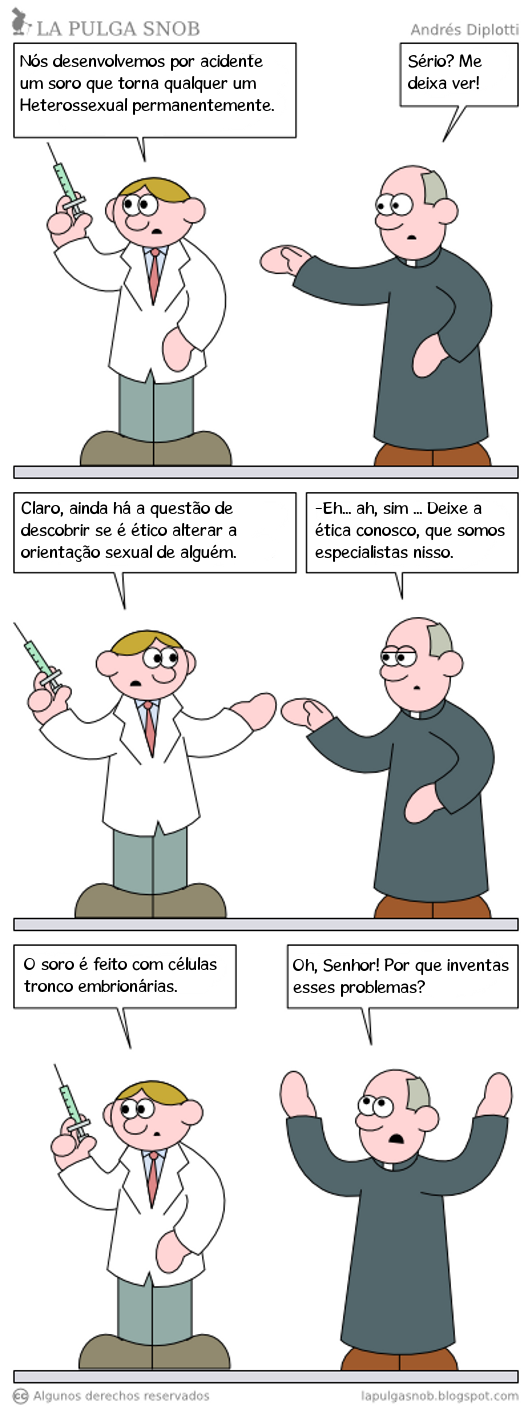 LA PULGA SNOB
Andrés Diplotti
Nós desenvolvemos por acidente
um soro que torna qualquer um
Heterossexual permanentemente.
Sério? Me
deixa ver!
Claro, ainda há a questão de
descobrir se é ético alterar a
orientação sexual de alguém.
-Eh... ah, sim ... Deixe a
ética conosco, que somos
especialistas nisso.
O soro é feito com células
tronco embrionárias.
Oh, Senhor! Por que inventas
esses problemas?
cc Algunos derechos reservados
lapulgasnob.blogspot.com